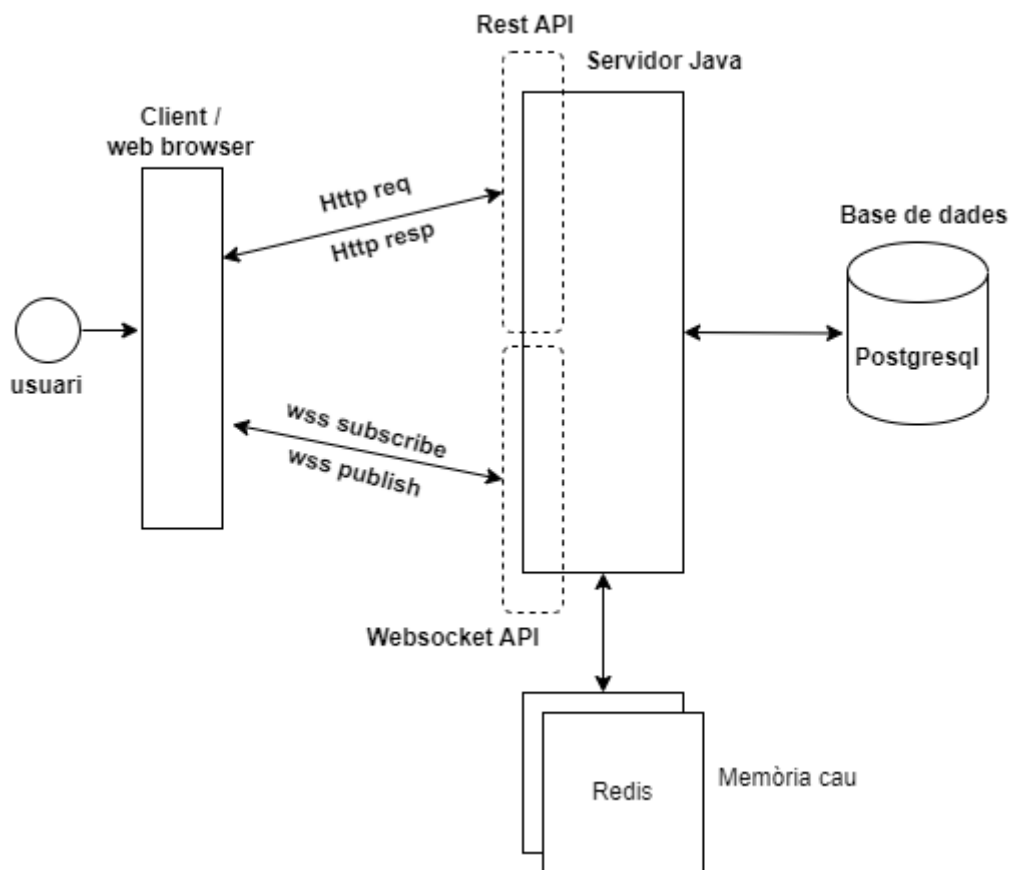 Rest API
Servidor Java
Client /
web browser
Http req
Http resp
Base de dades
Postgresql
usuari
wss subscribe
wss publish
Websocket API
Redis
Memòria cau